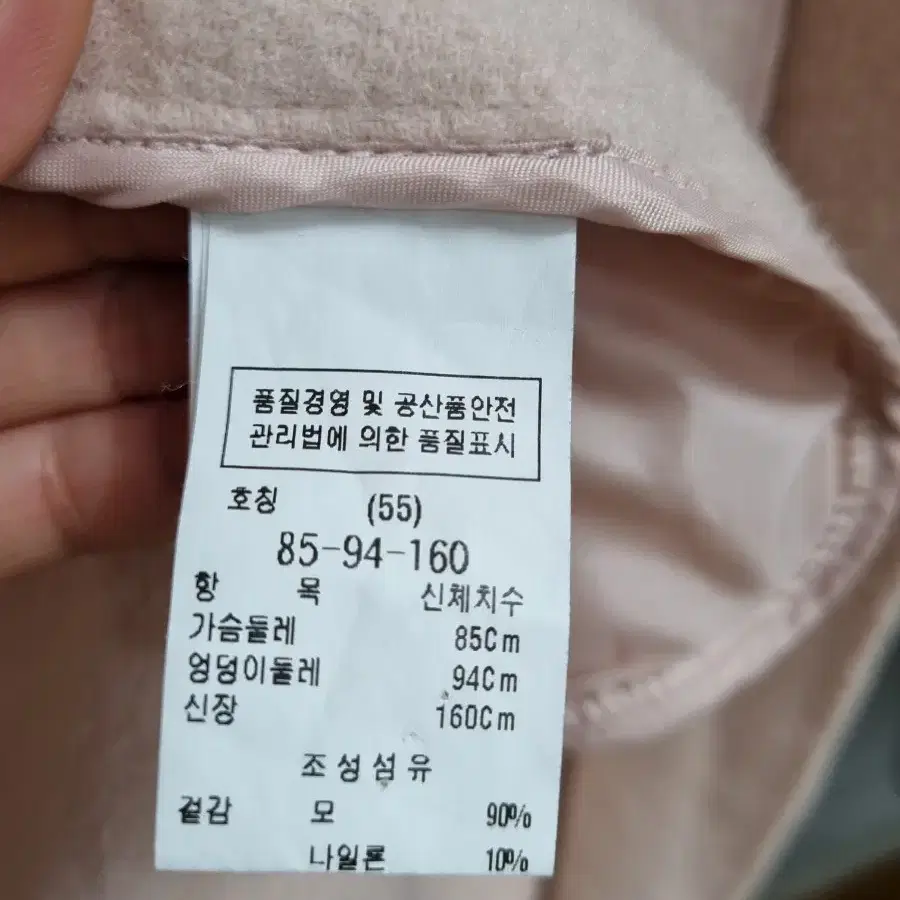 품질경영 및 공산품안전
관리법에 의한 품질표시
호칭 (55)
85-94-160
항 목 신체치수
가슴둘레 85Cm
엉덩이둘레 94Cm
신장 160Cm
조성섬유
겉감 모 90%
나일론 10%